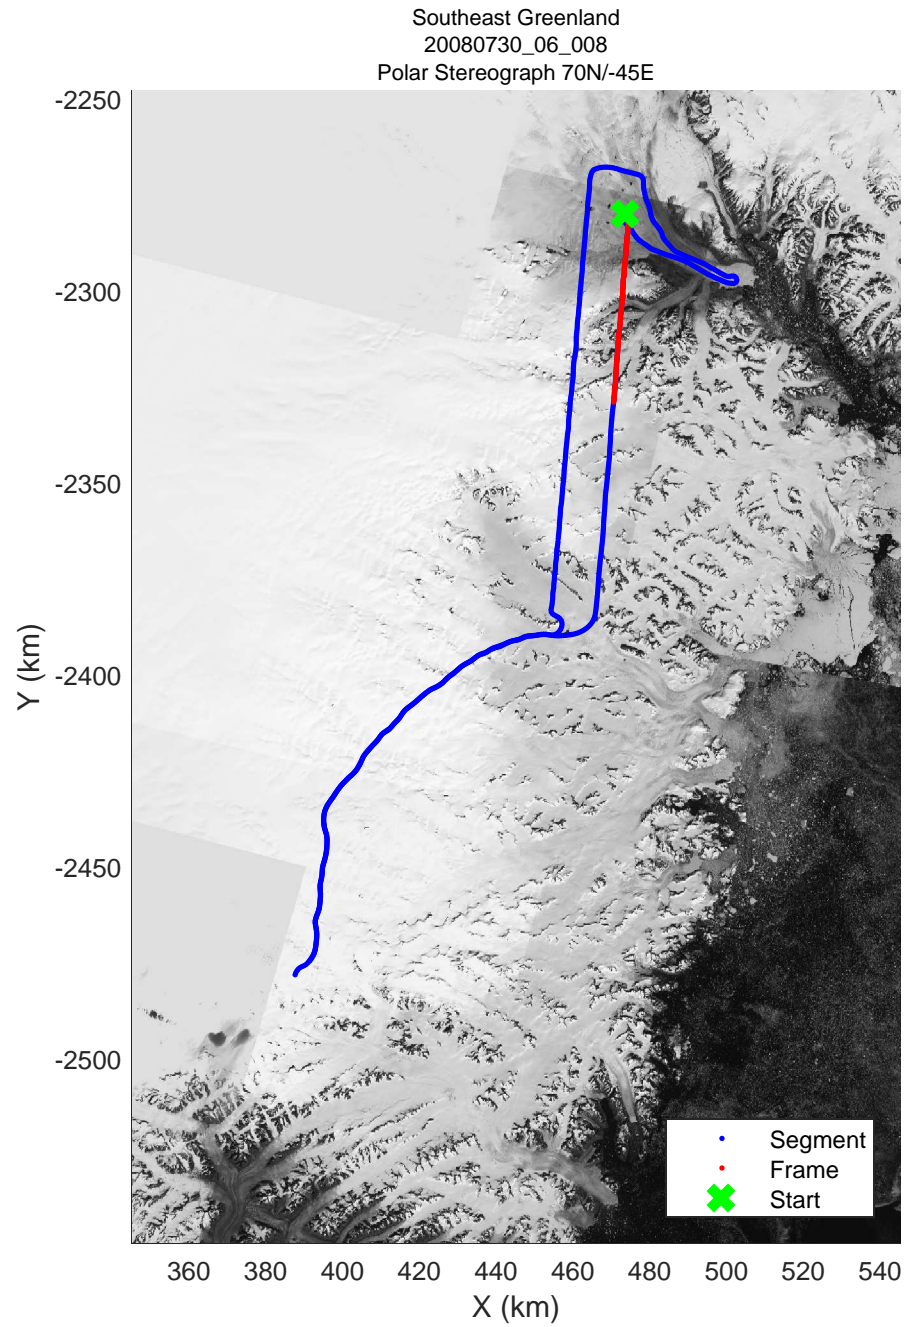 Southeast Greenland
20080730_06_008
Polar Stereograph 70N/-45E
-2250
-2300
-2350
-2400
-2450
-2500
Y (km)
360 380 400 420 440 460 480 500 520 540
X (km)
Segment
Frame
Start